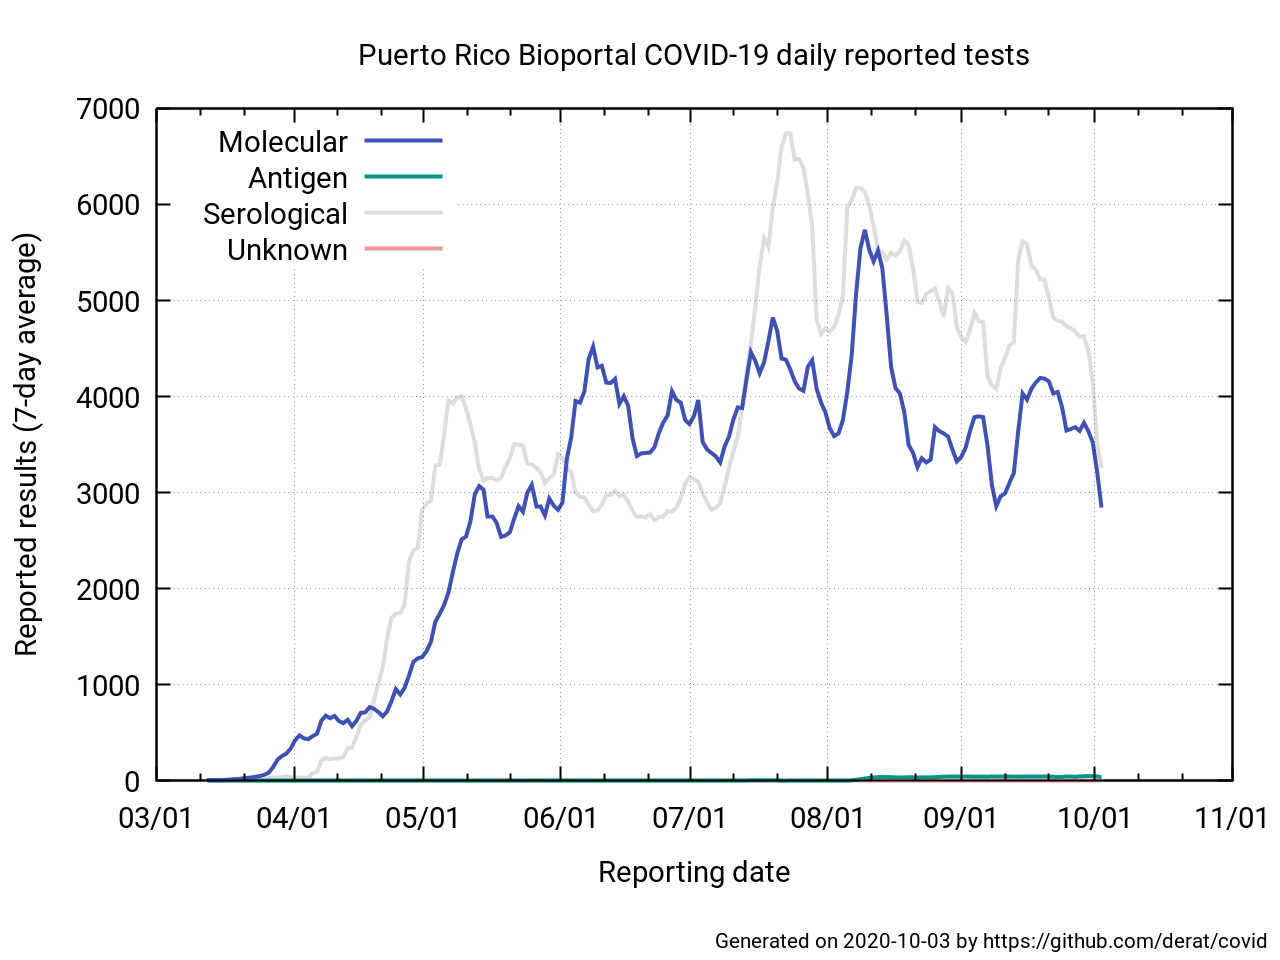 Puerto Rico Bioportal COVID-19 daily reported tests
7000
6000
5000
4000
3000
2000
1000
0
Reported results (7-day average)
Molecular
Antigen
Serological
Unknown
03/01 04/01 05/01 06/01 07/01 08/01 09/01 10/01 11/01
Reporting date
Generated on 2020-10-03 by https://github.com/derat/covid